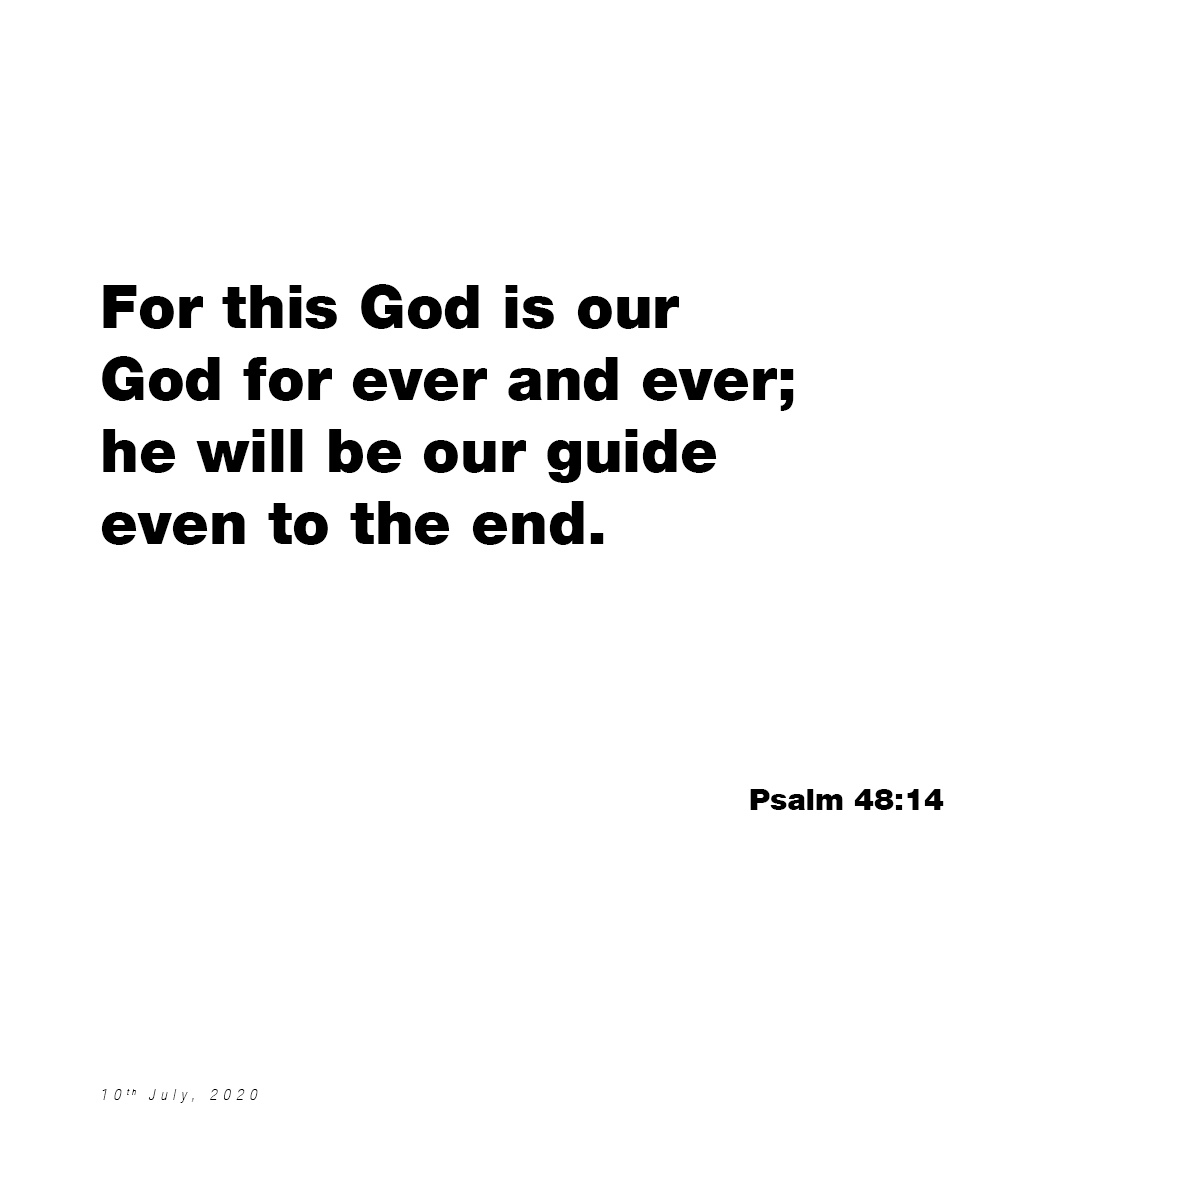 For this God is our
God for ever and ever;
he will be our guide
even to the end.
Psalm 48:14
10th July, 2020